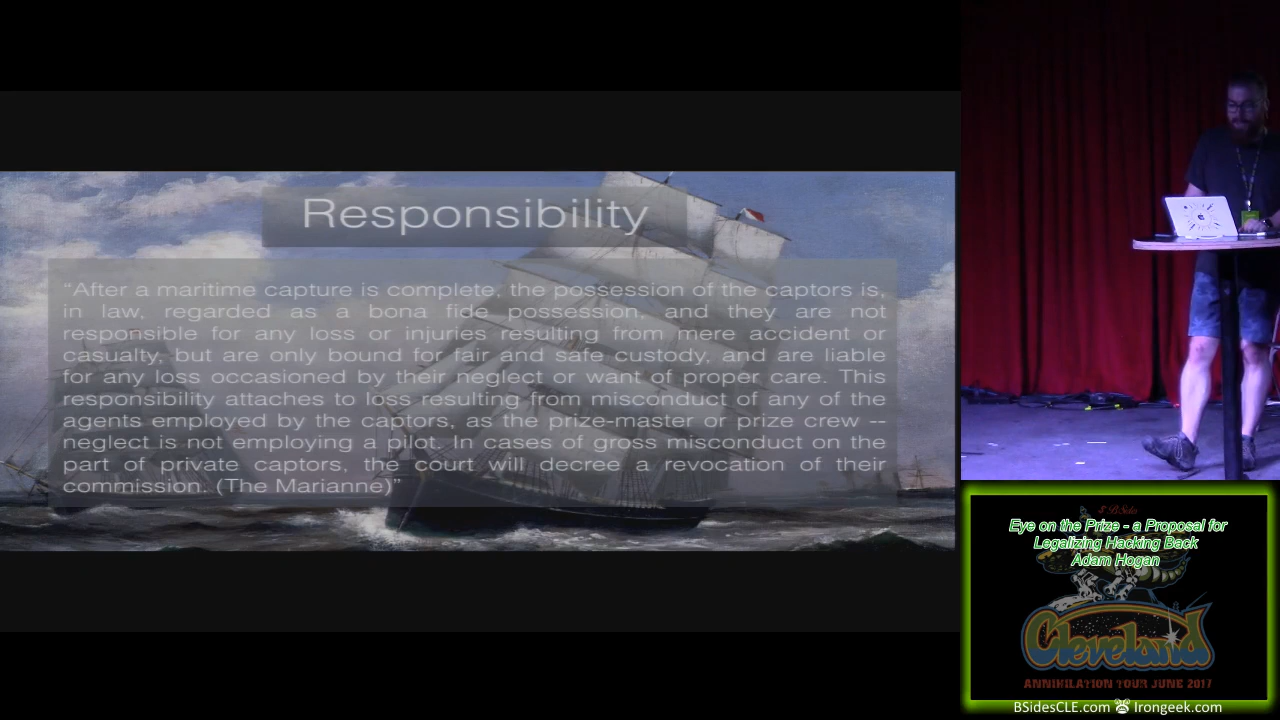 Responsibility
“After a maritime capture is complete, the possession of the captors is,
in law, regarded as a bona fide possession, and they are not
responsible for any loss or injuries resulting from mere accident or
casualty, but are only bound for fair and safe custody, and are liable
for any loss occasioned by their neglect or want of proper care. This
responsibility attaches to loss resulting from misconduct of any of the
agents employed by the captors, as the prize-master or prize crew --
neglect is not employing a pilot. In cases of gross misconduct on the
part of private captors, the court will decree a revocation of their
commission. (The Marianne)”
Eye on the Prize - a Proposal for
Legalizing Hacking Back
Adam Hogan
Cleveland
ANNIHILATION TOUR JUNE 2017
BSidesCLE.com Irongeek.com